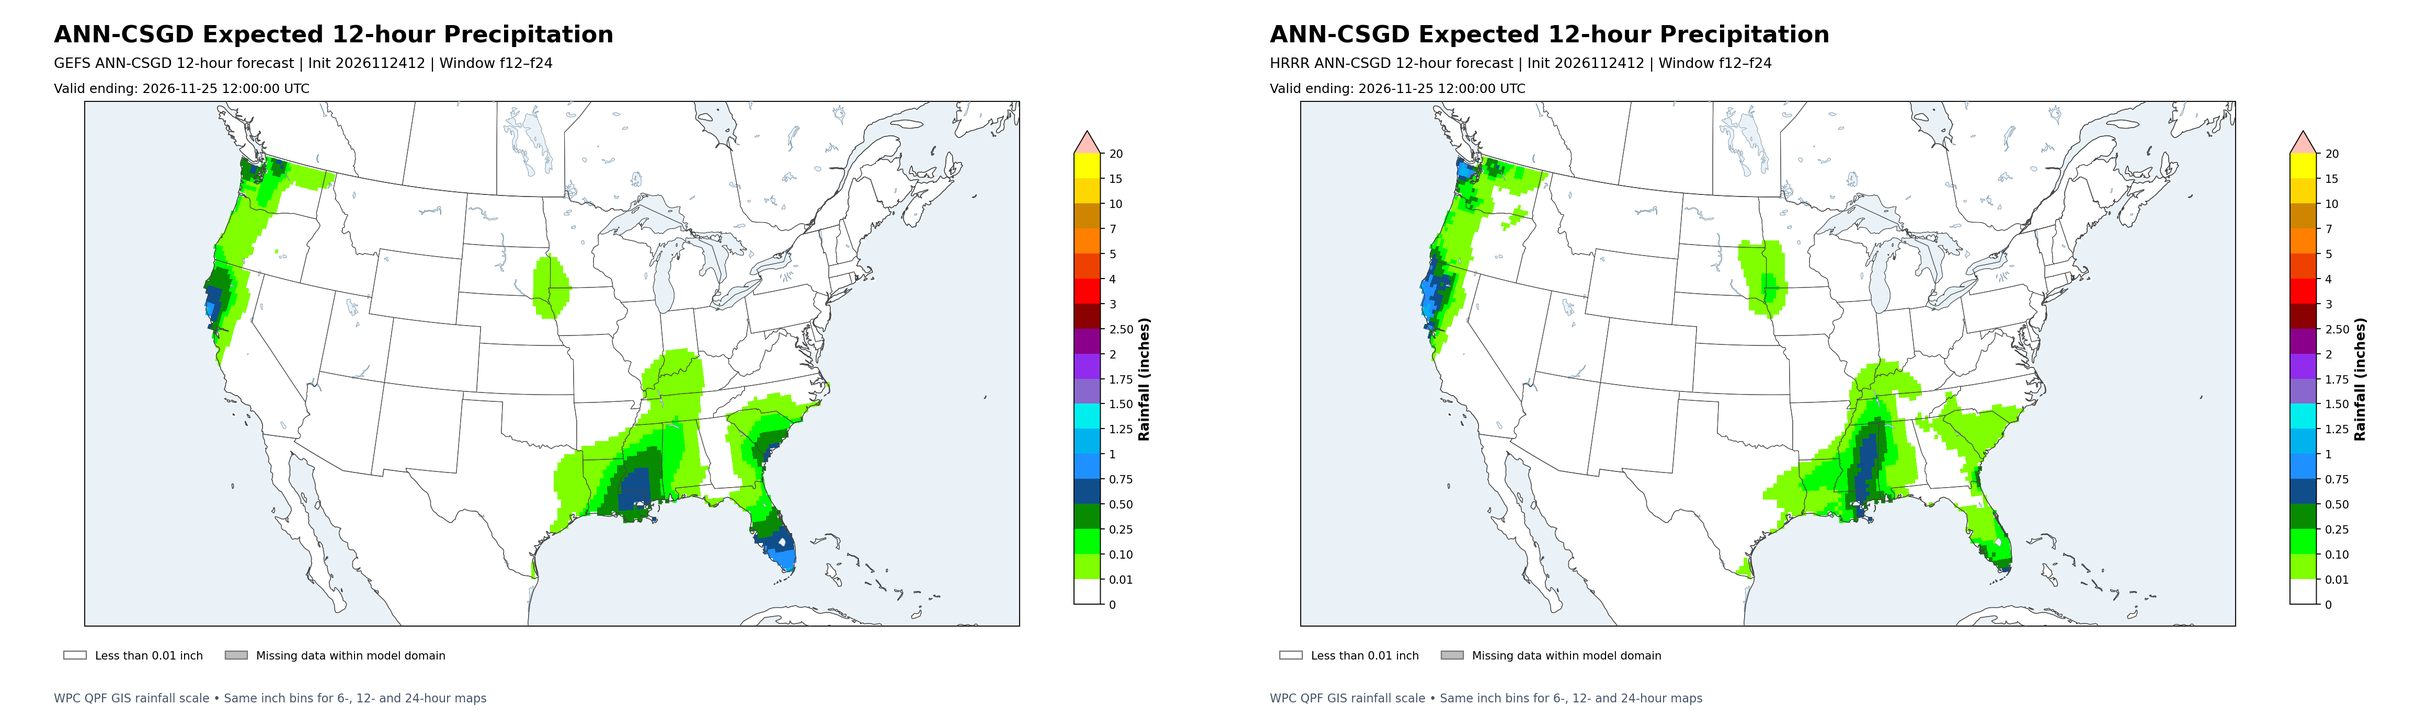 ANN-CSGD Expected 12-hour Precipitation
GEFS ANN-CSGD 12-hour forecast | Init 2026112412 | Window f12–f24
Valid ending: 2026-11-25 12:00:00 UTC
20
15
10
7
5
4
3
2.50
2
1.75
1.50
1.25
1
0.75
0.50
0.25
0.10
0.01
0
Rainfall (inches)
Less than 0.01 inch
Missing data within model domain
WPC QPF GIS rainfall scale • Same inch bins for 6-, 12- and 24-hour maps
ANN-CSGD Expected 12-hour Precipitation
HRRR ANN-CSGD 12-hour forecast | Init 2026112412 | Window f12–f24
Valid ending: 2026-11-25 12:00:00 UTC
20
15
10
7
5
4
3
2.50
2
1.75
1.50
1.25
1
0.75
0.50
0.25
0.10
0.01
0
Rainfall (inches)
Less than 0.01 inch
Missing data within model domain
WPC QPF GIS rainfall scale • Same inch bins for 6-, 12- and 24-hour maps